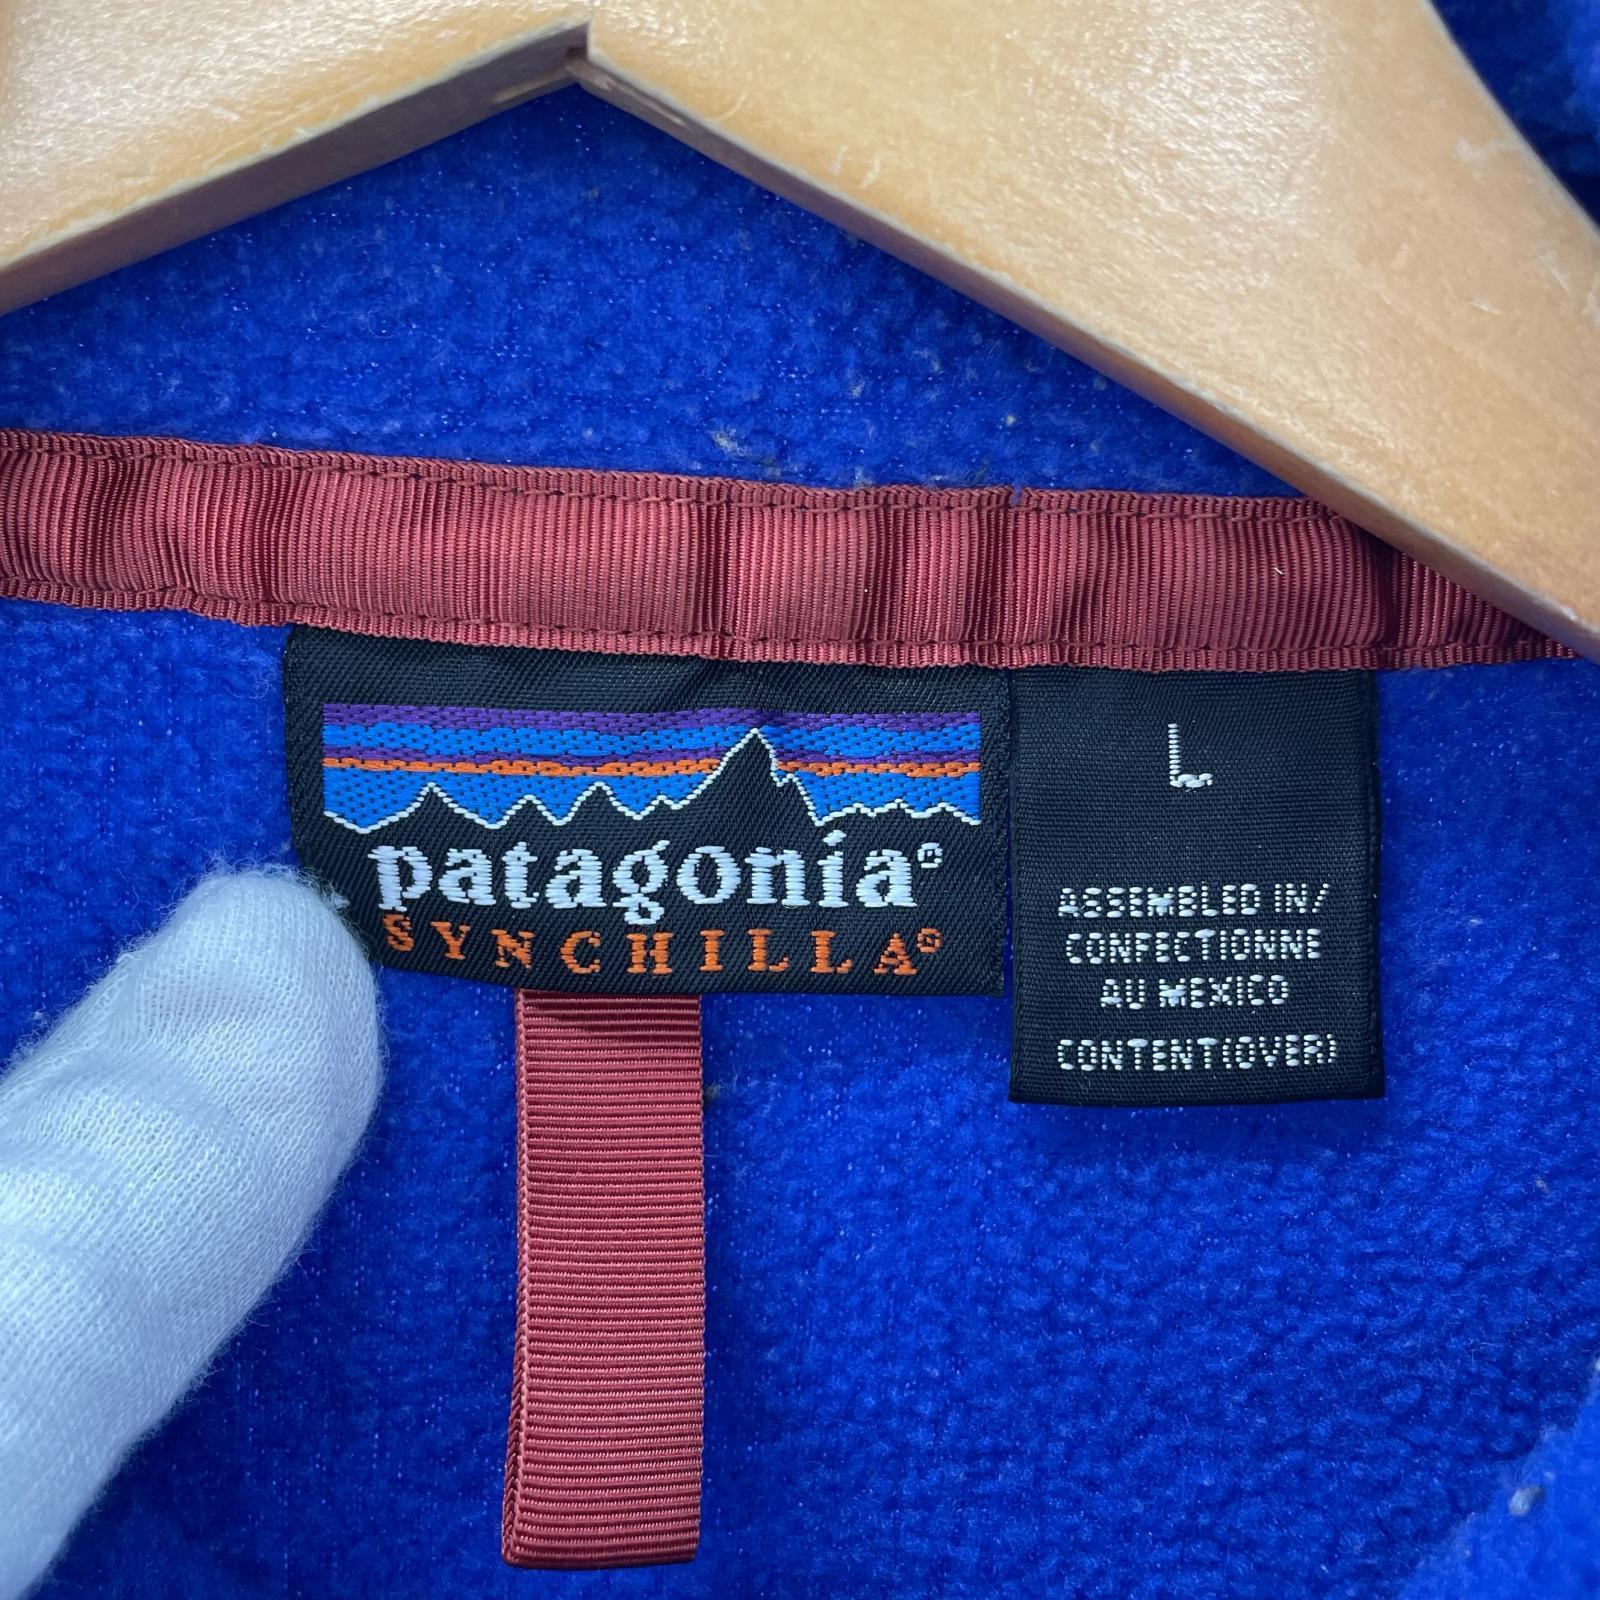 patagonia®
SYNCHILLA®
L
ASSEMBLED IN/
CONFECTIONNE
AU MEXICO
CONTENT(OVER)